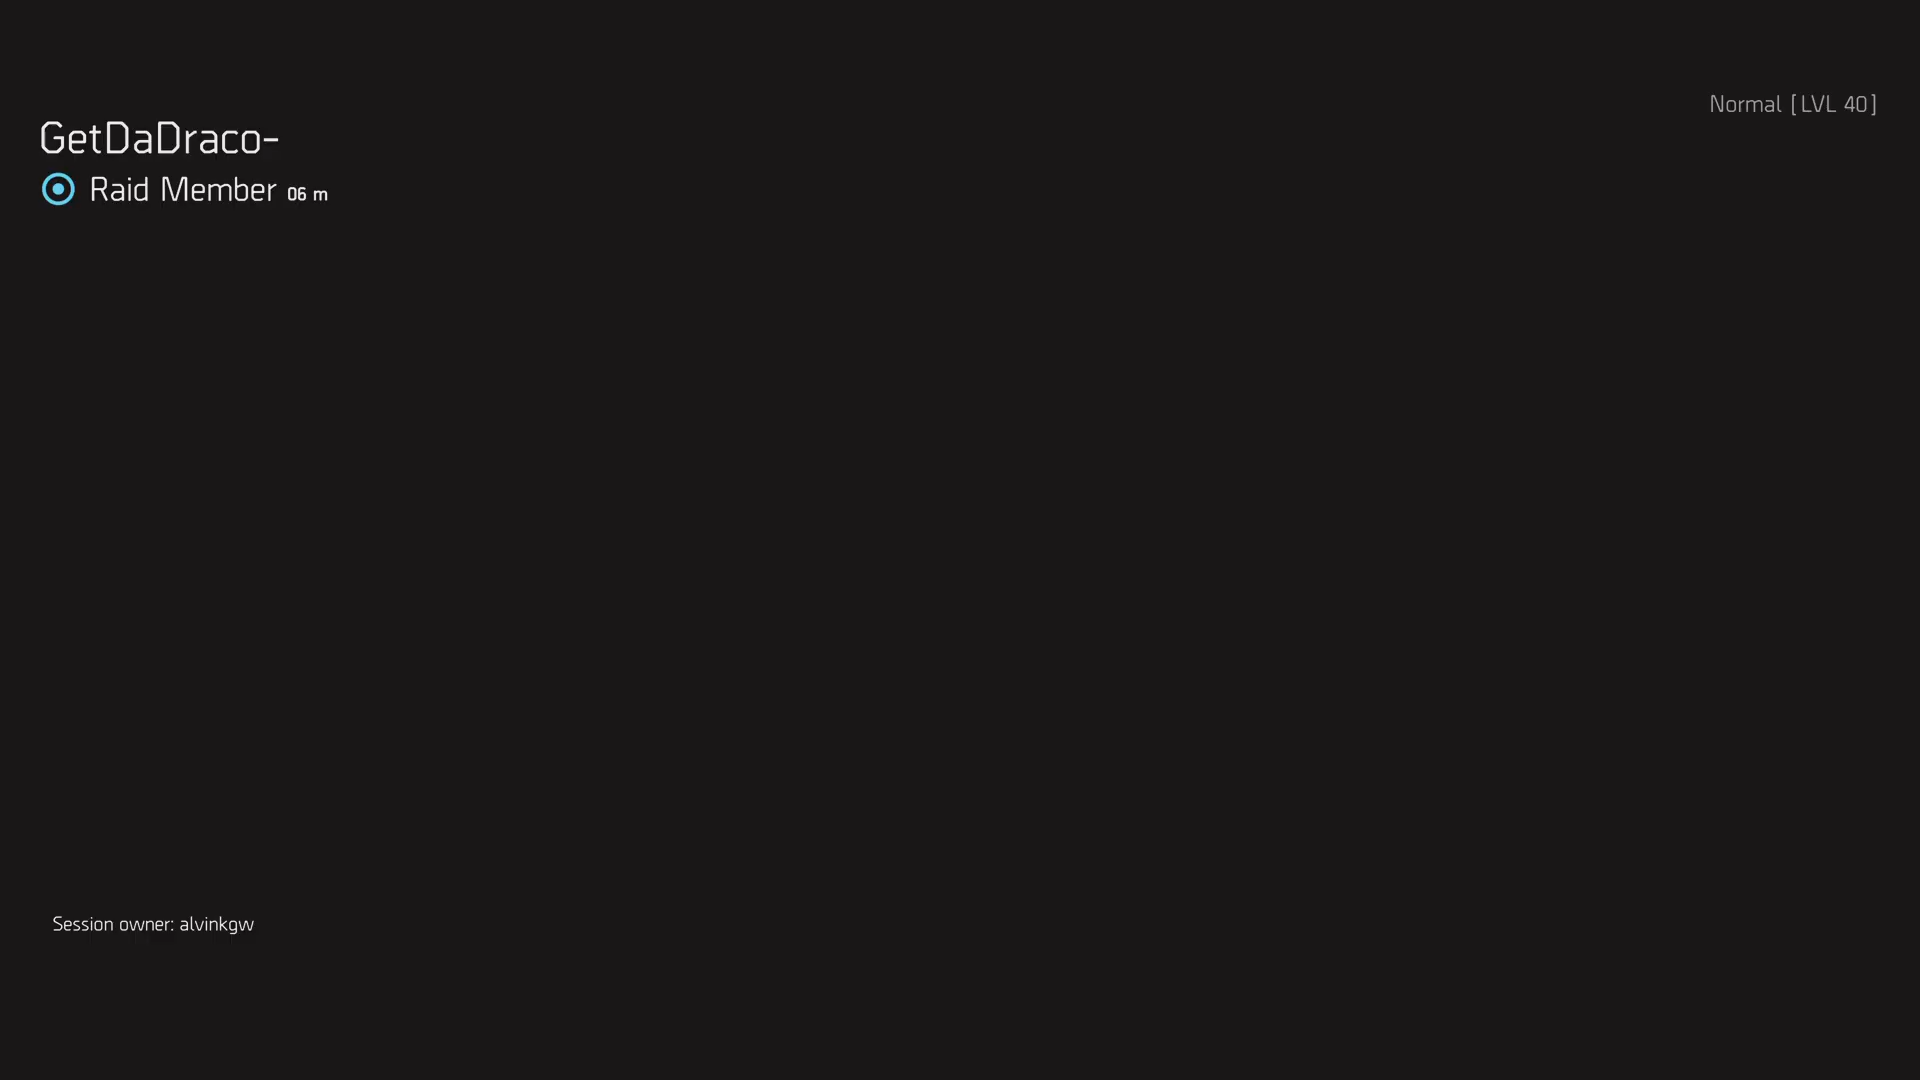 Normal [LVL 40]
GetDaDraco-
Raid Member 06 m
Session owner: alvinkgw